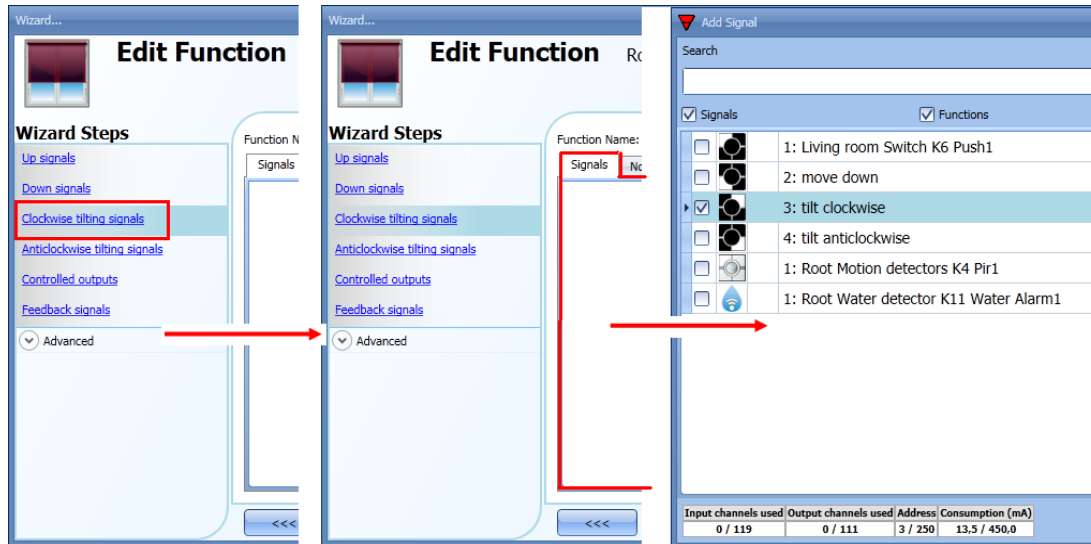 Wizard...
Edit Function
Wizard Steps
Up signals
Down signals
Clockwise tilting signals
Anticlockwise tilting signals
Controlled outputs
Feedback signals
Advanced
Function N
Signals
<<<
Wizard...
Edit Function
Wizard Steps
Up signals
Down signals
Clockwise tilting signals
Anticlockwise tilting signals
Controlled outputs
Feedback signals
Advanced
Function Name:
Signals
<<<
Add Signal
Search
Signals Functions
1: Living room Switch K6 Push1
2: move down
3: tilt clockwise
4: tilt anticlockwise
1: Root Motion detectors K4 Pir1
1: Root Water detector K11 Water Alarm1
Input channels used Output channels used Address Consumption (mA)
0 / 119 0 / 111 3 / 250 13,5 / 450,0